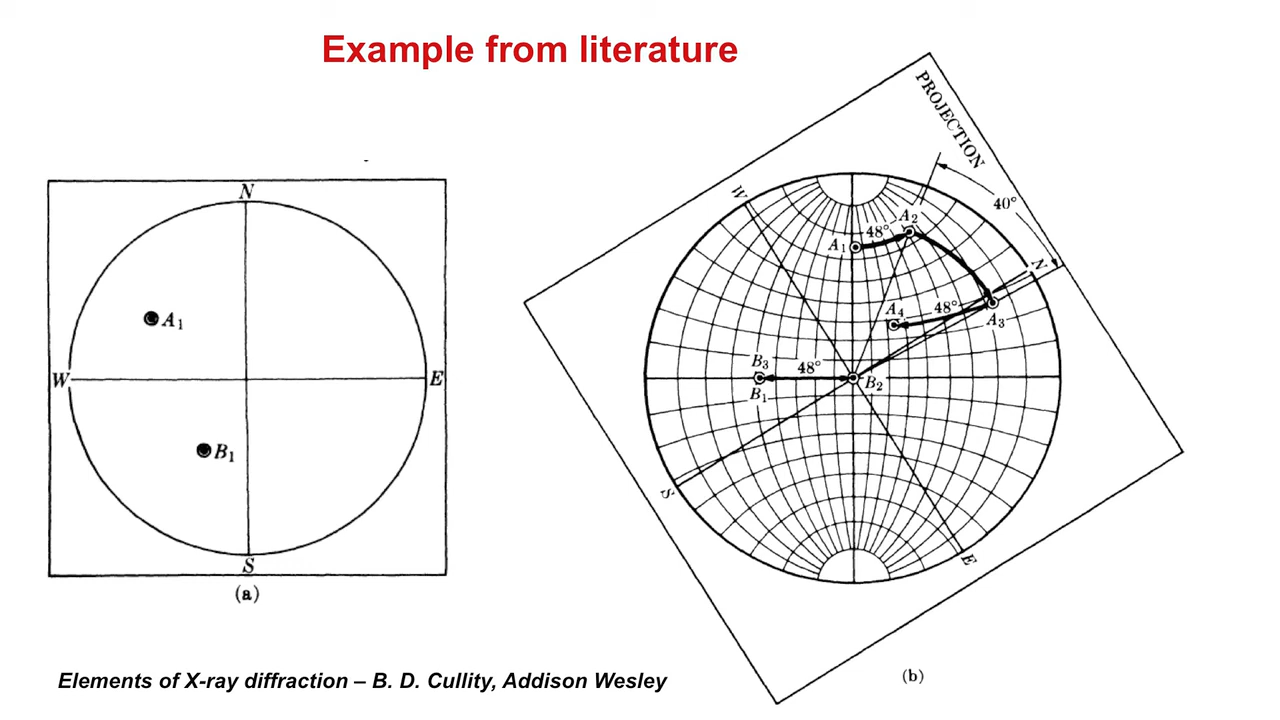 Example from literature
N
A1
W
E
B1
S
(a)
PROJECTION
40°
W
N
A1
48°
A2
A4
48°
A3
B3
48°
B1
B2
S
E
(b)
Elements of X-ray diffraction – B. D. Cullity, Addison Wesley